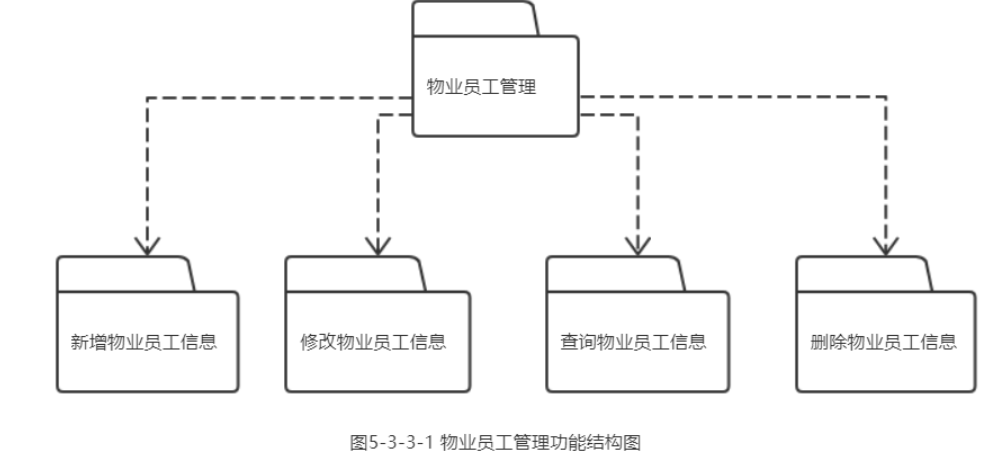 物业员工管理
新增物业员工信息
修改物业员工信息
查询物业员工信息
删除物业员工信息
图5-3-3-1 物业员工管理功能结构图